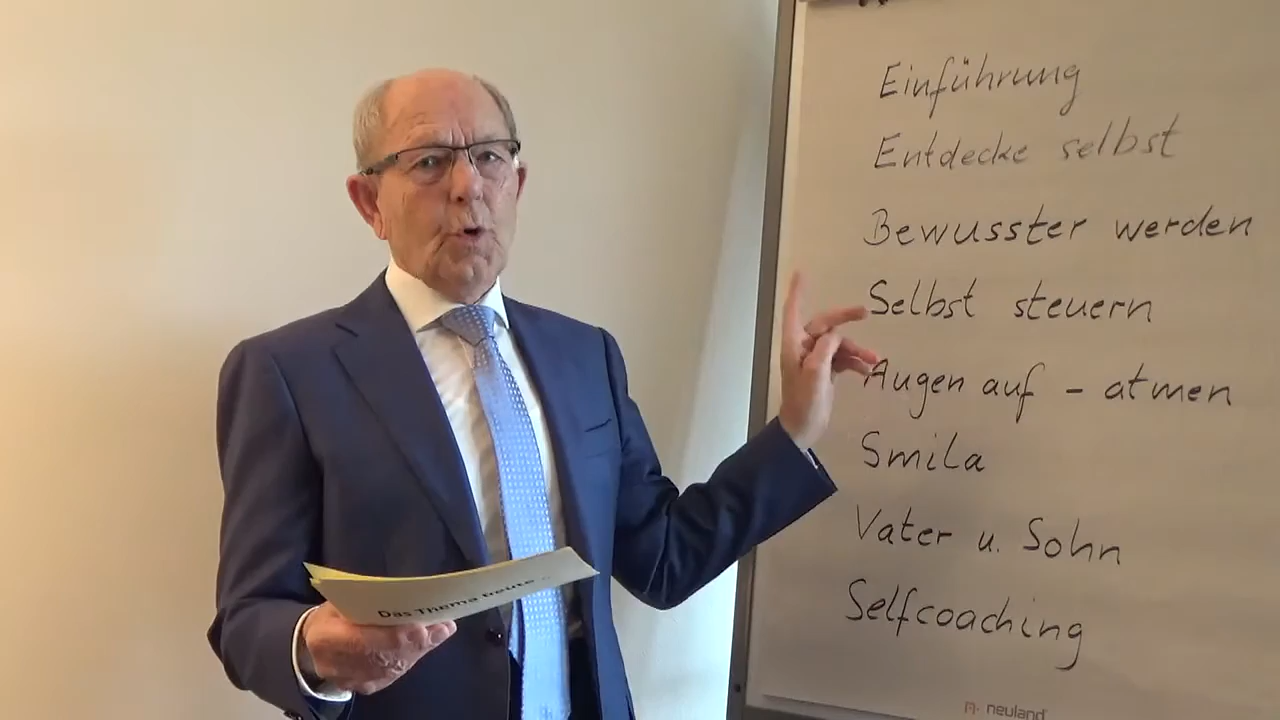 Einführung
Entdecke selbst
Bewusster werden
Selbst steuern
Augen auf - atmen
Smila
Vater u. Sohn
Selfcoaching
neuland
Das Thema heute